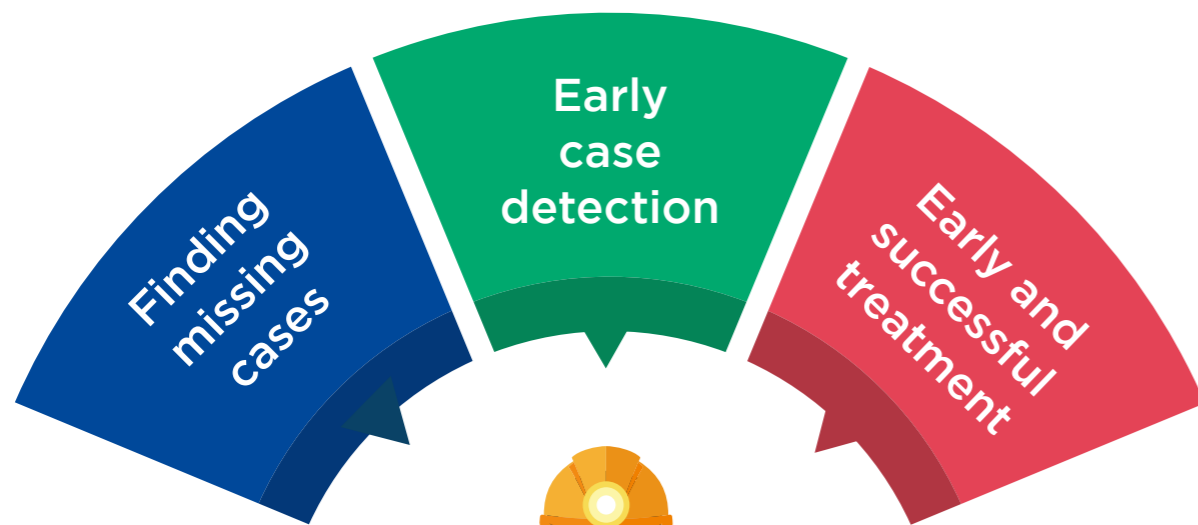 Finding
missing
cases
Early
case
detection
Early and
successful
treatment